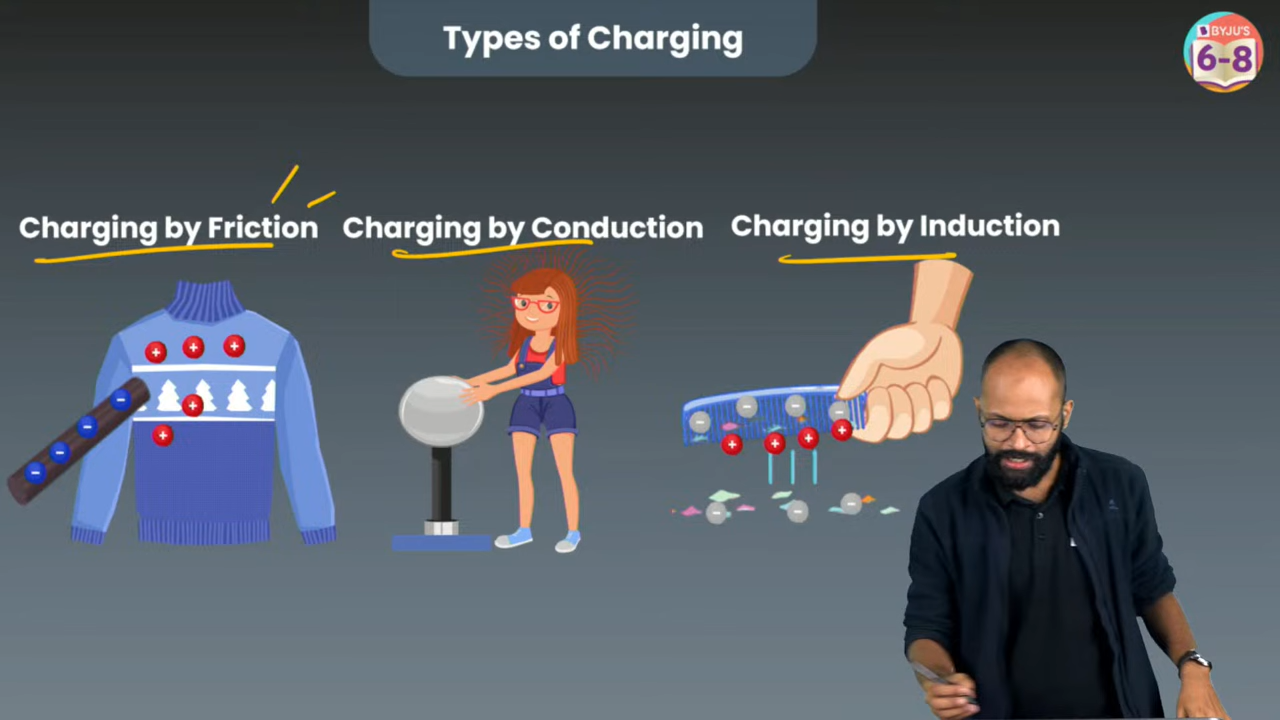 Types of Charging
BYJU'S
6-8
Charging by Friction
Charging by Conduction
Charging by Induction
+ + +
+
+
- - - -
- - - -
+ + + +
- - -